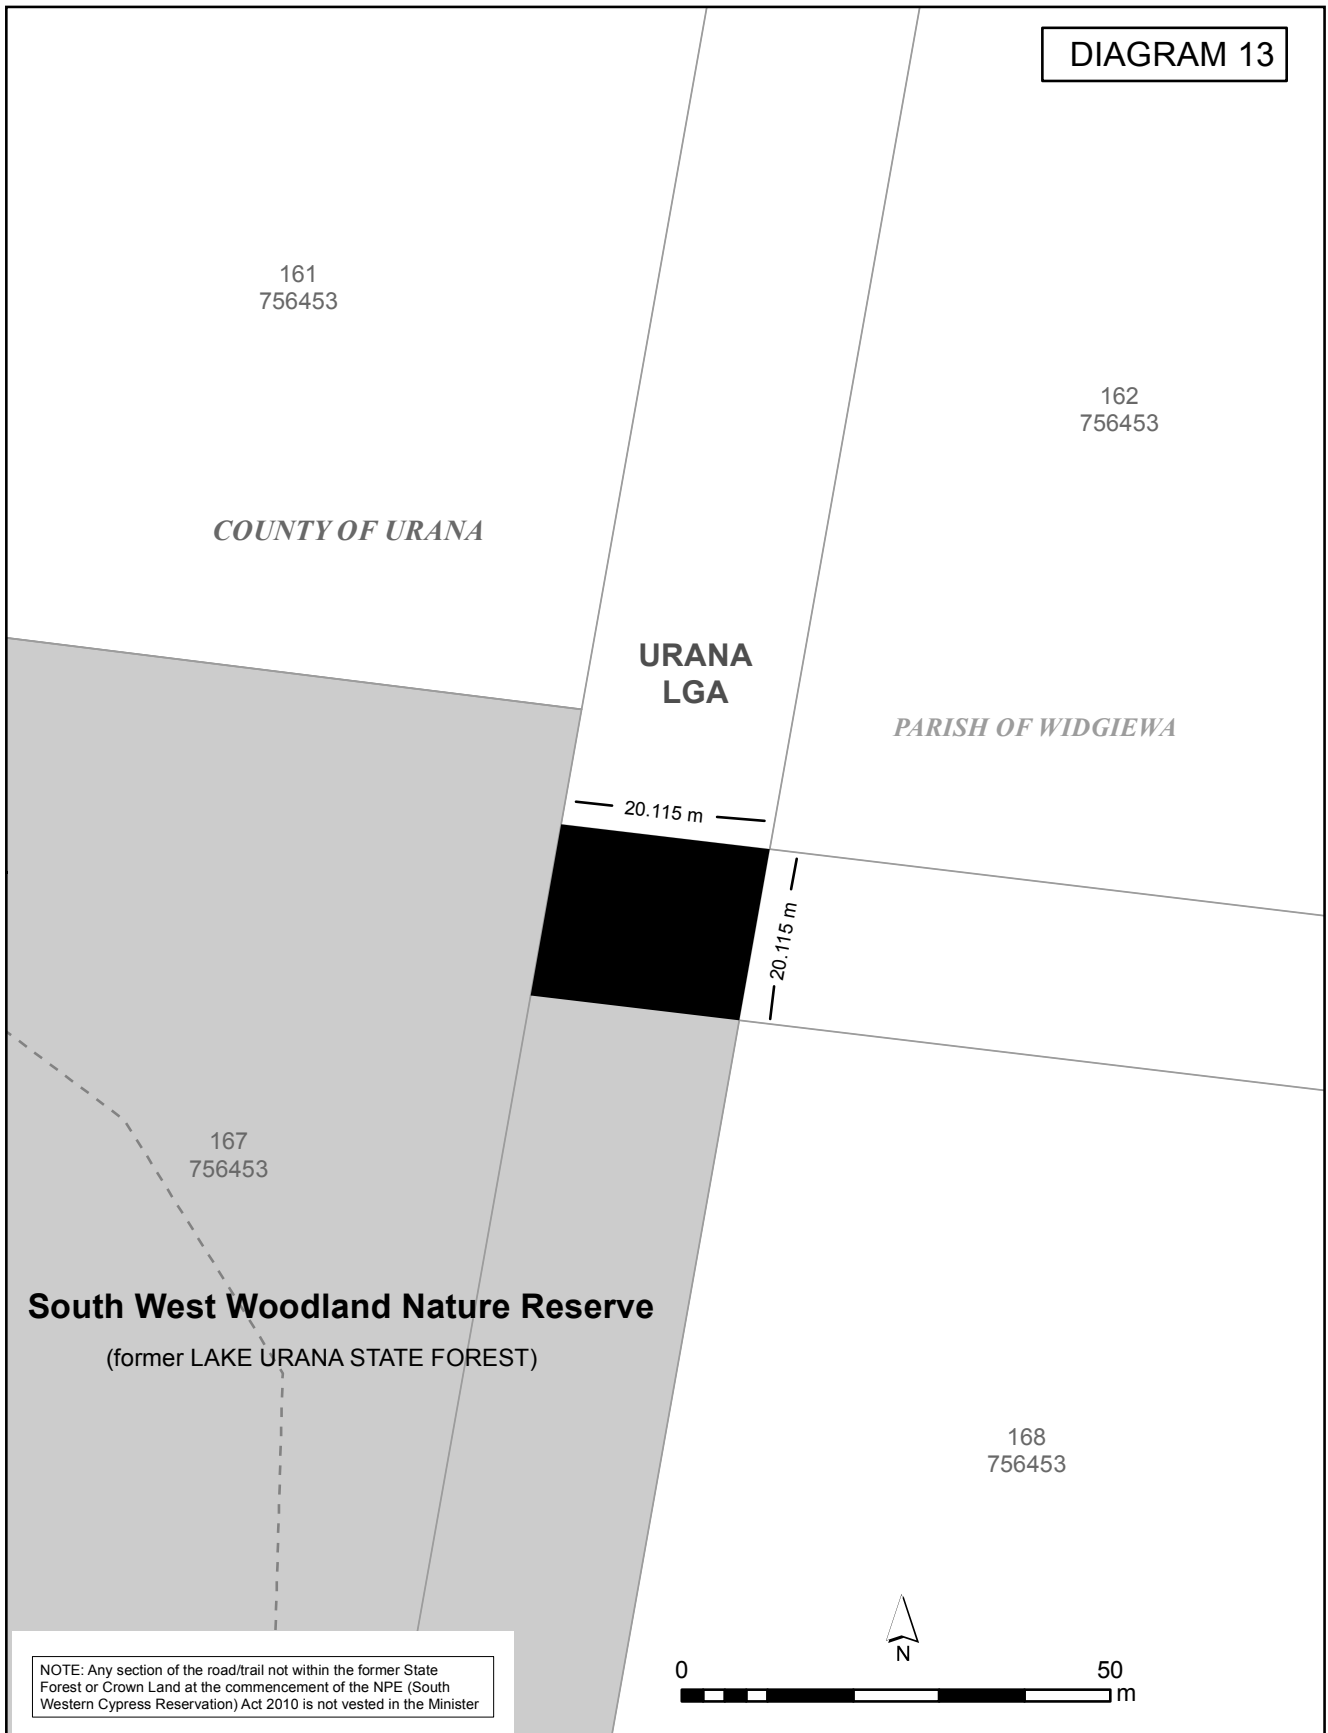 DIAGRAM 13
161
756453
162
756453
COUNTY OF URANA
URANA
LGA
PARISH OF WIDGIEWA
20.115 m
20.115 m
167
756453
South West Woodland Nature Reserve
(former LAKE URANA STATE FOREST)
168
756453
N
0 50
m
NOTE: Any section of the road/trail not within the former State
Forest or Crown Land at the commencement of the NPE (South
Western Cypress Reservation) Act 2010 is not vested in the Minister